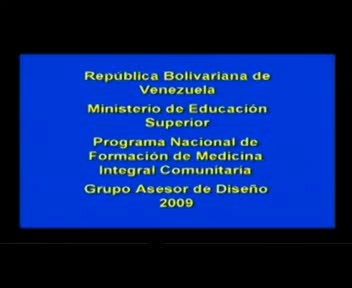 República Bolivariana de
Venezuela
Ministerio de Educación
Superior
Programa Nacional de
Formación de Medicina
Integral Comunitaria
Grupo Asesor de Diseño
2009